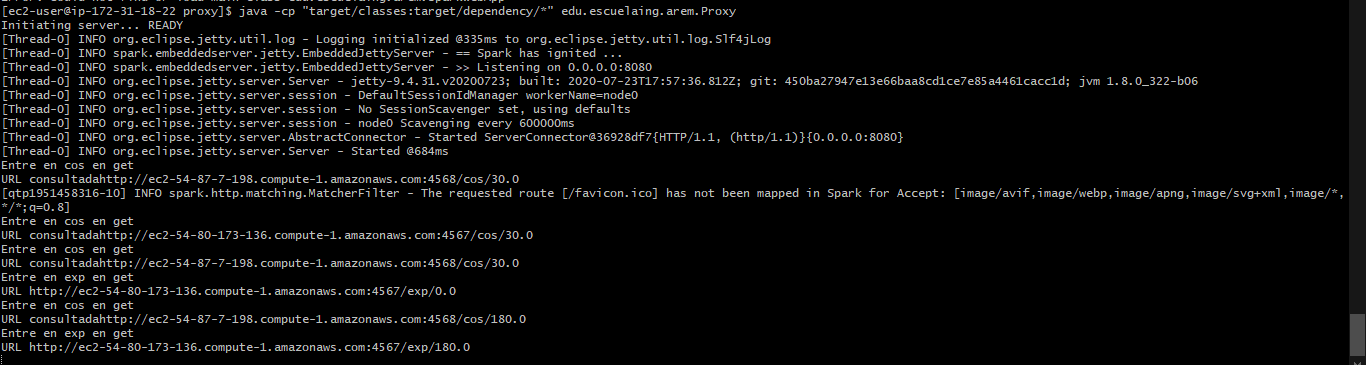 [ec2-user@ip-172-31-18-22 proxy]$ java -cp "target/classes:target/dependency/*" edu.escuelaing.arem.Proxy
Initiating server... READY
[Thread-0] INFO org.eclipse.jetty.util.log - Logging initialized @335ms to org.eclipse.jetty.util.log.Slf4jLog
[Thread-0] INFO spark.embeddedserver.jetty.EmbeddedJettyServer - == Spark has ignited ...
[Thread-0] INFO spark.embeddedserver.jetty.EmbeddedJettyServer - >> Listening on 0.0.0.0:8080
[Thread-0] INFO org.eclipse.jetty.server.Server - jetty-9.4.31.v20200723; built: 2020-07-23T17:57:36.812Z; git: 450ba27947e13e66baa8cd1ce7e85a4461cacc1d; jvm 1.8.0_322-b06
[Thread-0] INFO org.eclipse.jetty.server.session - DefaultSessionIdManager workerName=node0
[Thread-0] INFO org.eclipse.jetty.server.session - No SessionScavenger set, using defaults
[Thread-0] INFO org.eclipse.jetty.server.session - node0 Scavenging every 600000ms
[Thread-0] INFO org.eclipse.jetty.server.AbstractConnector - Started ServerConnector@36928df7{HTTP/1.1, (http/1.1)}{0.0.0.0:8080}
[Thread-0] INFO org.eclipse.jetty.server.Server - Started @684ms
Entre en cos en get
URL consultadahttp://ec2-54-87-7-198.compute-1.amazonaws.com:4568/cos/30.0
[qtp1951458316-10] INFO spark.http.matching.MatcherFilter - The requested route [/favicon.ico] has not been mapped in Spark for Accept: [image/avif,image/webp,image/apng,image/svg+xml,image/*,
*/*;q=0.8]
Entre en cos en get
URL consultadahttp://ec2-54-80-173-136.compute-1.amazonaws.com:4567/cos/30.0
Entre en cos en get
URL consultadahttp://ec2-54-87-7-198.compute-1.amazonaws.com:4568/cos/30.0
Entre en exp en get
URL http://ec2-54-80-173-136.compute-1.amazonaws.com:4567/exp/0.0
Entre en cos en get
URL consultadahttp://ec2-54-87-7-198.compute-1.amazonaws.com:4568/cos/180.0
Entre en exp en get
URL http://ec2-54-80-173-136.compute-1.amazonaws.com:4567/exp/180.0